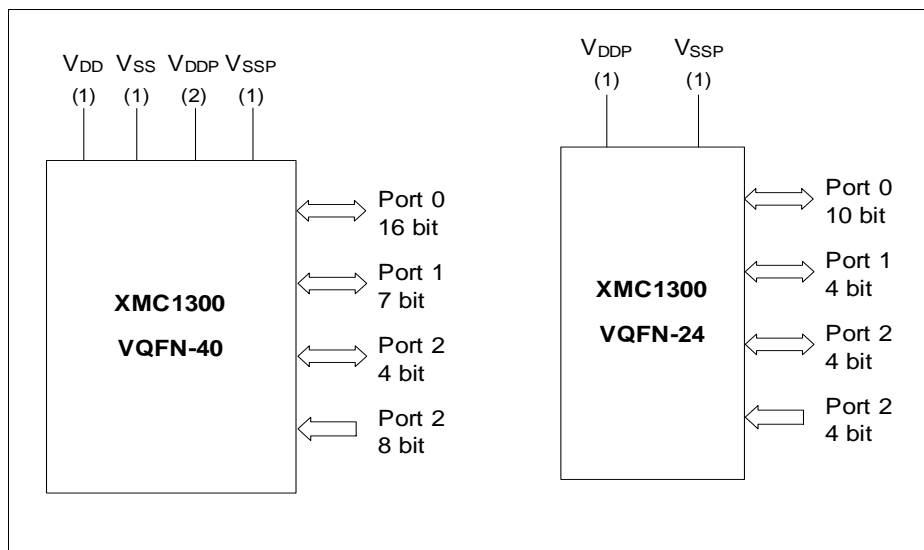 VDD VSS VDDP VSSP
(1) (1) (2) (1)
XMC1300
VQFN-40
Port 0
16 bit
Port 1
7 bit
Port 2
4 bit
Port 2
8 bit
VDDP VSSP
(1) (1)
XMC1300
VQFN-24
Port 0
10 bit
Port 1
4 bit
Port 2
4 bit
Port 2
4 bit